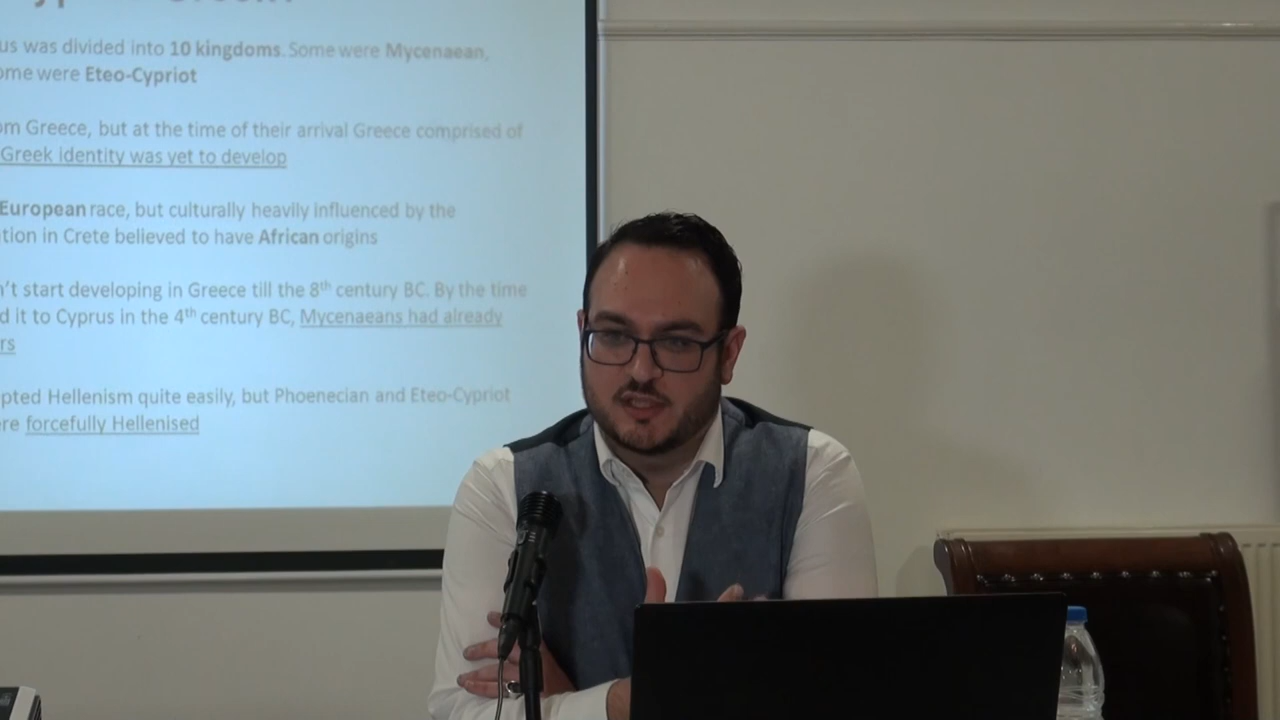 us was divided into 10 kingdoms. Some were Mycenaean,
ome were Eteo-Cypriot
om Greece, but at the time of their arrival Greece comprised of
Greek identity was yet to develop
European race, but culturally heavily influenced by the
tion in Crete believed to have African origins
n't start developing in Greece till the 8th century BC. By the time
d it to Cyprus in the 4th century BC, Mycenaeans had already
rs
pted Hellenism quite easily, but Phoenecian and Eteo-Cypriot
re forcefully Hellenised